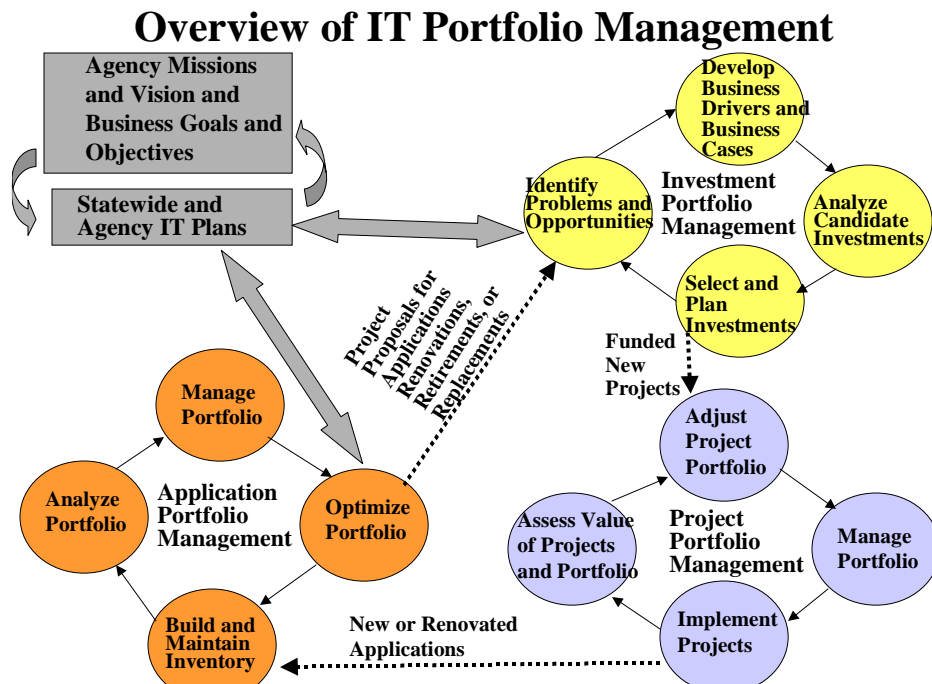 Overview of IT Portfolio Management
Agency Missions
and Vision and
Business Goals and
Objectives
Statewide and
Agency IT Plans
Develop
Business
Drivers and
Business
Cases
Identify
Problems and
Opportunities
Investment
Portfolio
Management
Analyze
Candidate
Investments
Select and
Plan
Investments
Project
Proposals for
Applications
Renovations,
Retirements, or
Replacements
Funded
New
Projects
Manage
Portfolio
Analyze
Portfolio
Application
Portfolio
Management
Optimize
Portfolio
Build and
Maintain
Inventory
Adjust
Project
Portfolio
Assess Value
of Projects
and Portfolio
Project
Portfolio
Management
Manage
Portfolio
Implement
Projects
New or Renovated
Applications